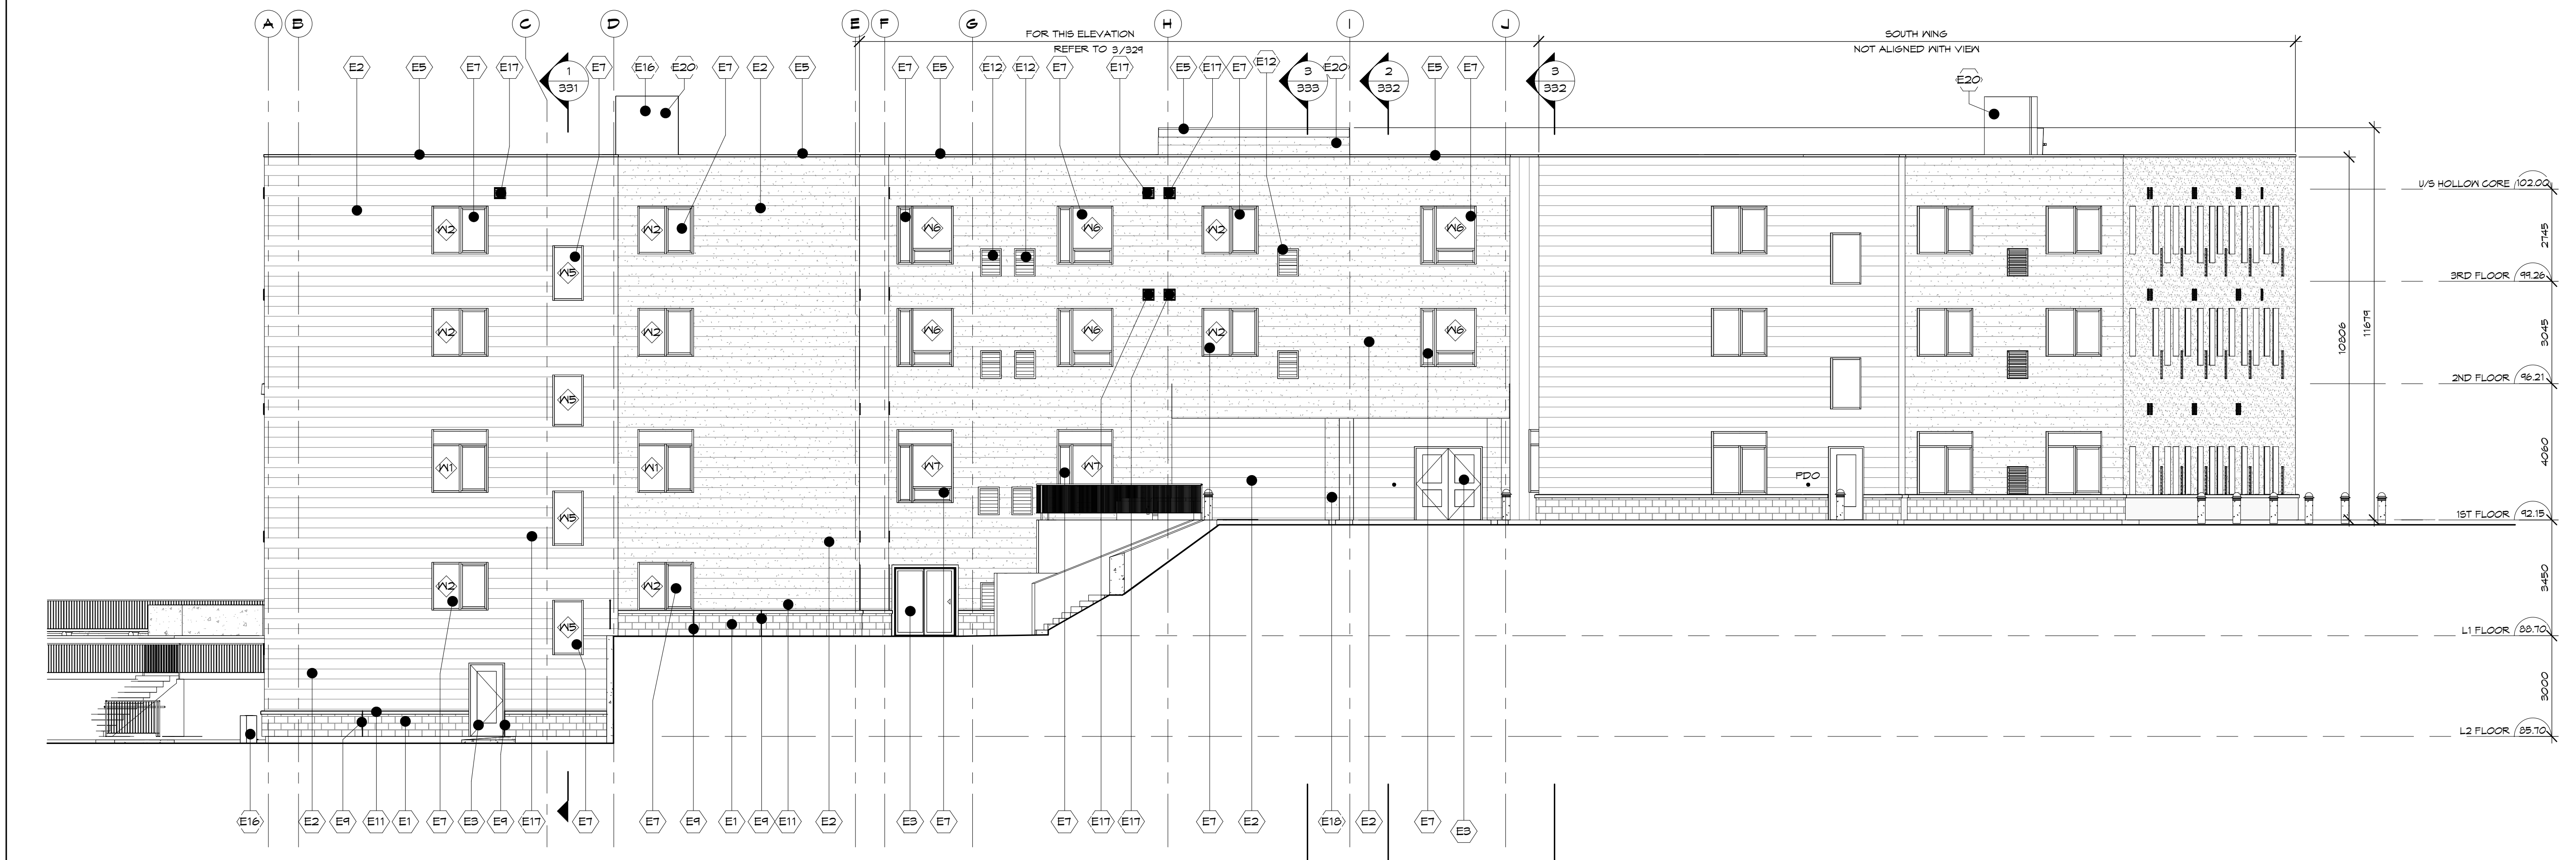 A B C D E F G H I J
FOR THIS ELEVATION
REFER TO 3/329
SOUTH WING
NOT ALIGNED WITH VIEW
E2 E5 E7 E17 1 331 E7 E16 E20 E7 E2 E5 E7 E5 E12 E12 E7 E17 E5 E17 E7 E12 3 333 E20 2 332 E5 E7 3 332 E20
U/S HOLLOW CORE 102.00
W2 W2 W6 W6 W2 W6
2745
W5
3RD FLOOR 99.26
W2 W2 W6 W6 W2 W6
3045
10806
11679
2ND FLOOR 96.21
W5
W1 W1 W7 W7
4060
PDO
W5
1ST FLOOR 92.15
3450
W2 W2
W5
L1 FLOOR 88.70
3000
L2 FLOOR 85.70
E16 E2 E9 E11 E1 E7 E3 E9 E17 E7 E7 E9 E1 E9 E11 E2 E3 E7 E7 E17 E17 E7 E2 E18 E2 E7 E3